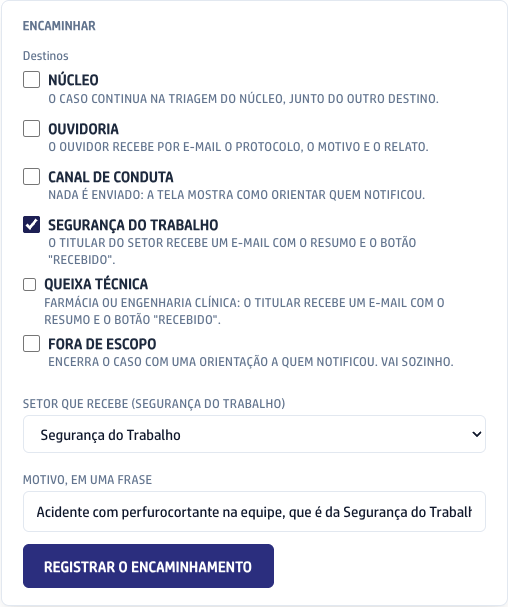 ENCAMINHAR
Destinos
NÚCLEO
O CASO CONTINUA NA TRIAGEM DO NÚCLEO, JUNTO DO OUTRO DESTINO.
OUVIDORIA
O OUVIDOR RECEBE POR E-MAIL O PROTOCOLO, O MOTIVO E O RELATO.
CANAL DE CONDUTA
NADA É ENVIADO: A TELA MOSTRA COMO ORIENTAR QUEM NOTIFICOU.
SEGURANÇA DO TRABALHO
O TITULAR DO SETOR RECEBE UM E-MAIL COM O RESUMO E O BOTÃO
"RECEBIDO".
QUEIXA TÉCNICA
FARMÁCIA OU ENGENHARIA CLÍNICA: O TITULAR RECEBE UM E-MAIL COM O
RESUMO E O BOTÃO "RECEBIDO".
FORA DE ESCOPO
ENCERRA O CASO COM UMA ORIENTAÇÃO A QUEM NOTIFICOU. VAI SOZINHO.
SETOR QUE RECEBE (SEGURANÇA DO TRABALHO)
Segurança do Trabalho
MOTIVO, EM UMA FRASE
Acidente com perfurocortante na equipe, que é da Segurança do Trabalh
REGISTRAR O ENCAMINHAMENTO